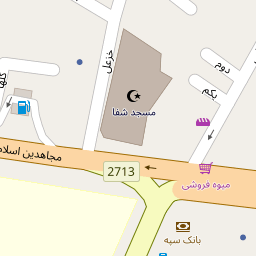 خزعل
دوم
یکم
مسجد شفا
مجاهدین اسلام
2713
میوه فروشی
بانک سپه